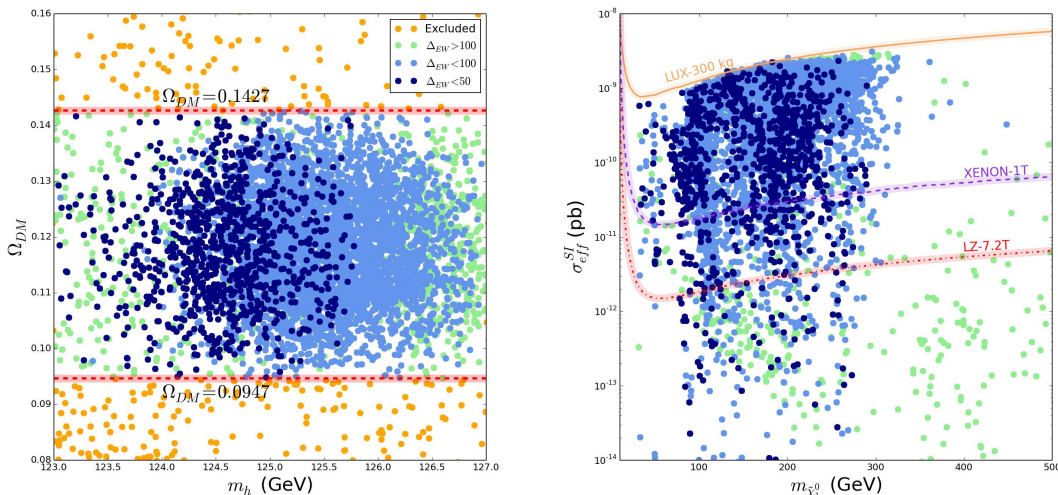 0.16
0.15
0.14
0.13
0.12
0.11
0.10
0.09
0.08
Ω_DM
123.0 123.5 124.0 124.5 125.0 125.5 126.0 126.5 127.0
m_h (GeV)
Excluded
Δ_EW>100
Δ_EW<100
Δ_EW<50
Ω_DM=0.1427
Ω_DM=0.0947
10^-8
10^-9
10^-10
10^-11
10^-12
10^-13
10^-14
σ_eff^SI (pb)
LUX-300 kg
XENON-1T
LZ-7.2T
100 200 300 400 500
m_χ̃₁⁰ (GeV)